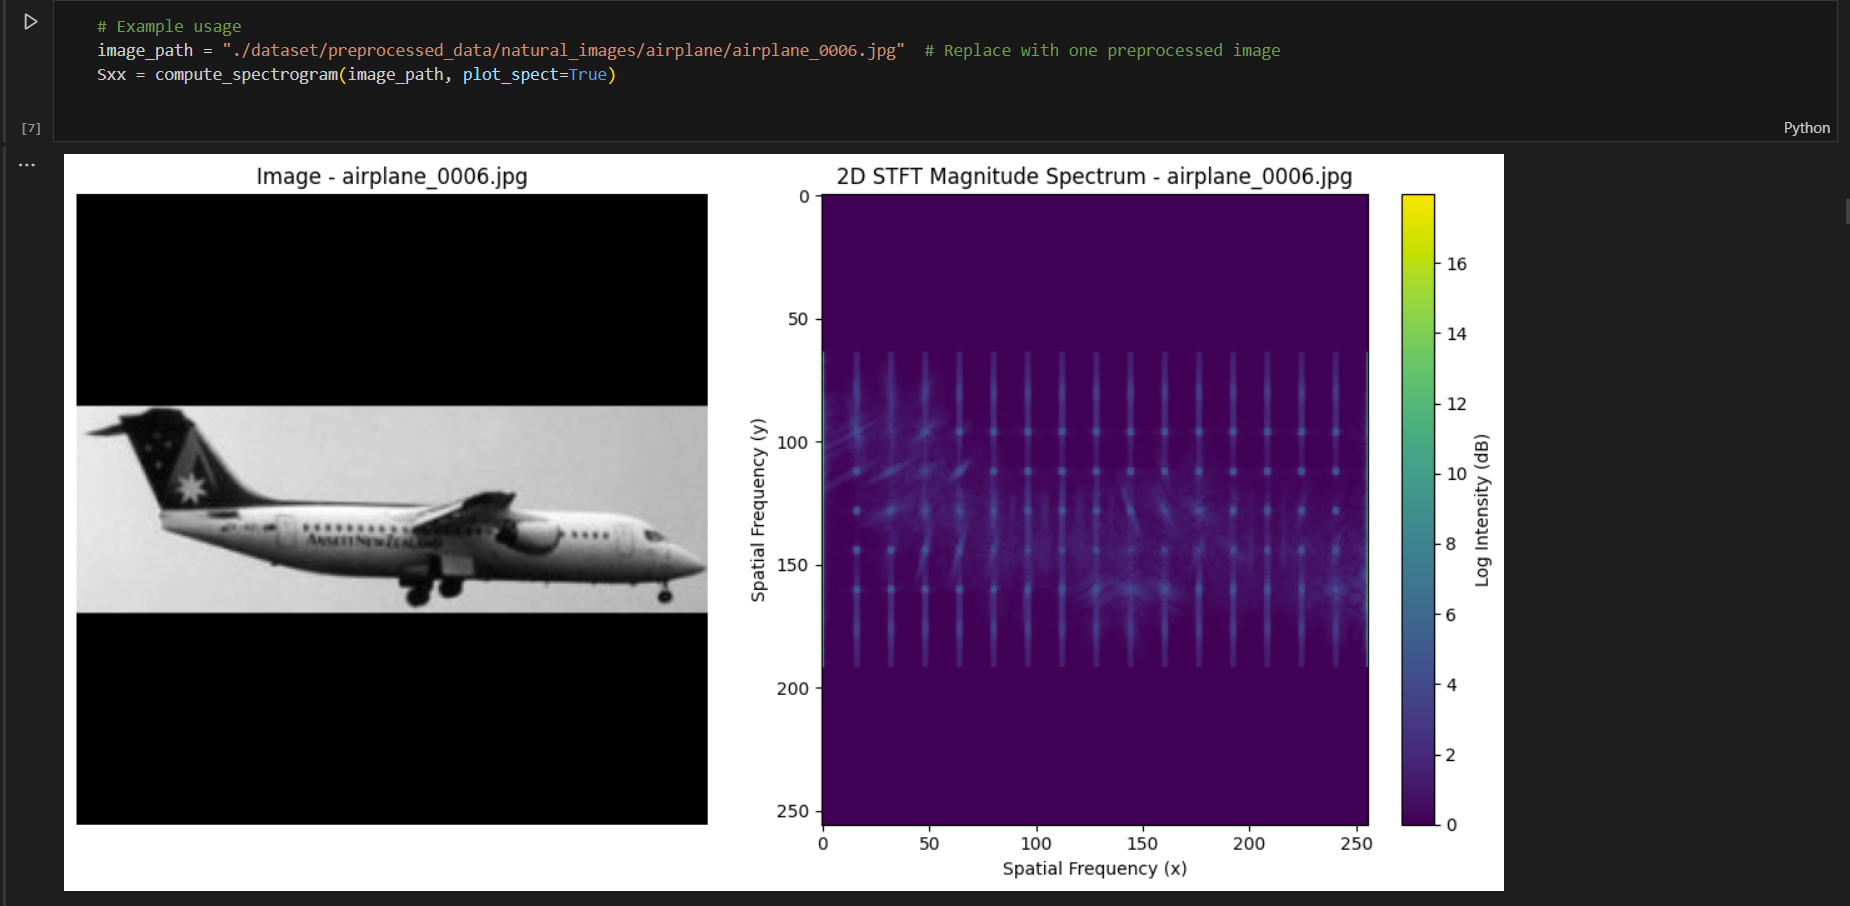 # Example usage
image_path = "./dataset/preprocessed_data/natural_images/airplane/airplane_0006.jpg"  # Replace with one preprocessed image
Sxx = compute_spectrogram(image_path, plot_spect=True)
[7]
Python
...
Image - airplane_0006.jpg
ANSETT NEW ZEALAND
2D STFT Magnitude Spectrum - airplane_0006.jpg
0
50
100
150
200
250
Spatial Frequency (y)
0
50
100
150
200
250
Spatial Frequency (x)
16
14
12
10
8
6
4
2
0
Log Intensity (dB)